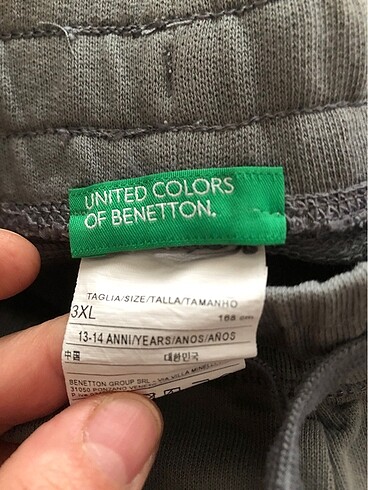 UNITED COLORS
OF BENETTON.
TAGLIA/SIZE/TALLA/TAMANHO
3XL 168 cm
13-14 ANNI/YEARS/ANOS/AÑOS
中国 대한민국
BENETTON GROUP SRL - VIA VILLA MINELLI
31050 PONZANO VENETO